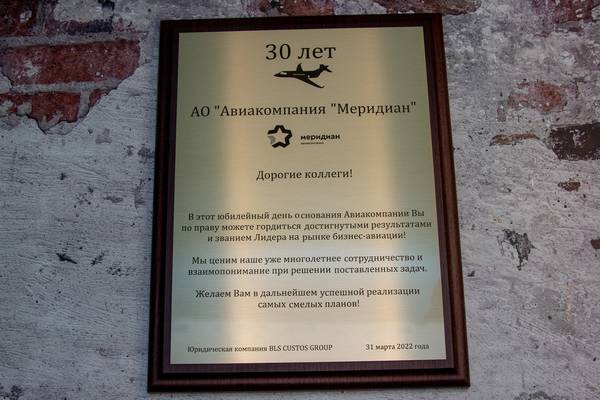 30 лет
АО "Авиакомпания "Меридиан"
меридиан
Дорогие коллеги!
В этот юбилейный день основания Авиакомпании Вы
по праву можете гордиться достигнутыми результатами
и званием Лидера на рынке бизнес-авиации!
Мы ценим наше уже многолетнее сотрудничество и
взаимопонимание при решении поставленных задач.
Желаем Вам в дальнейшем успешной реализации
самых смелых планов!
Юридическая компания BLS CUSTOS GROUP 31 марта 2022 года